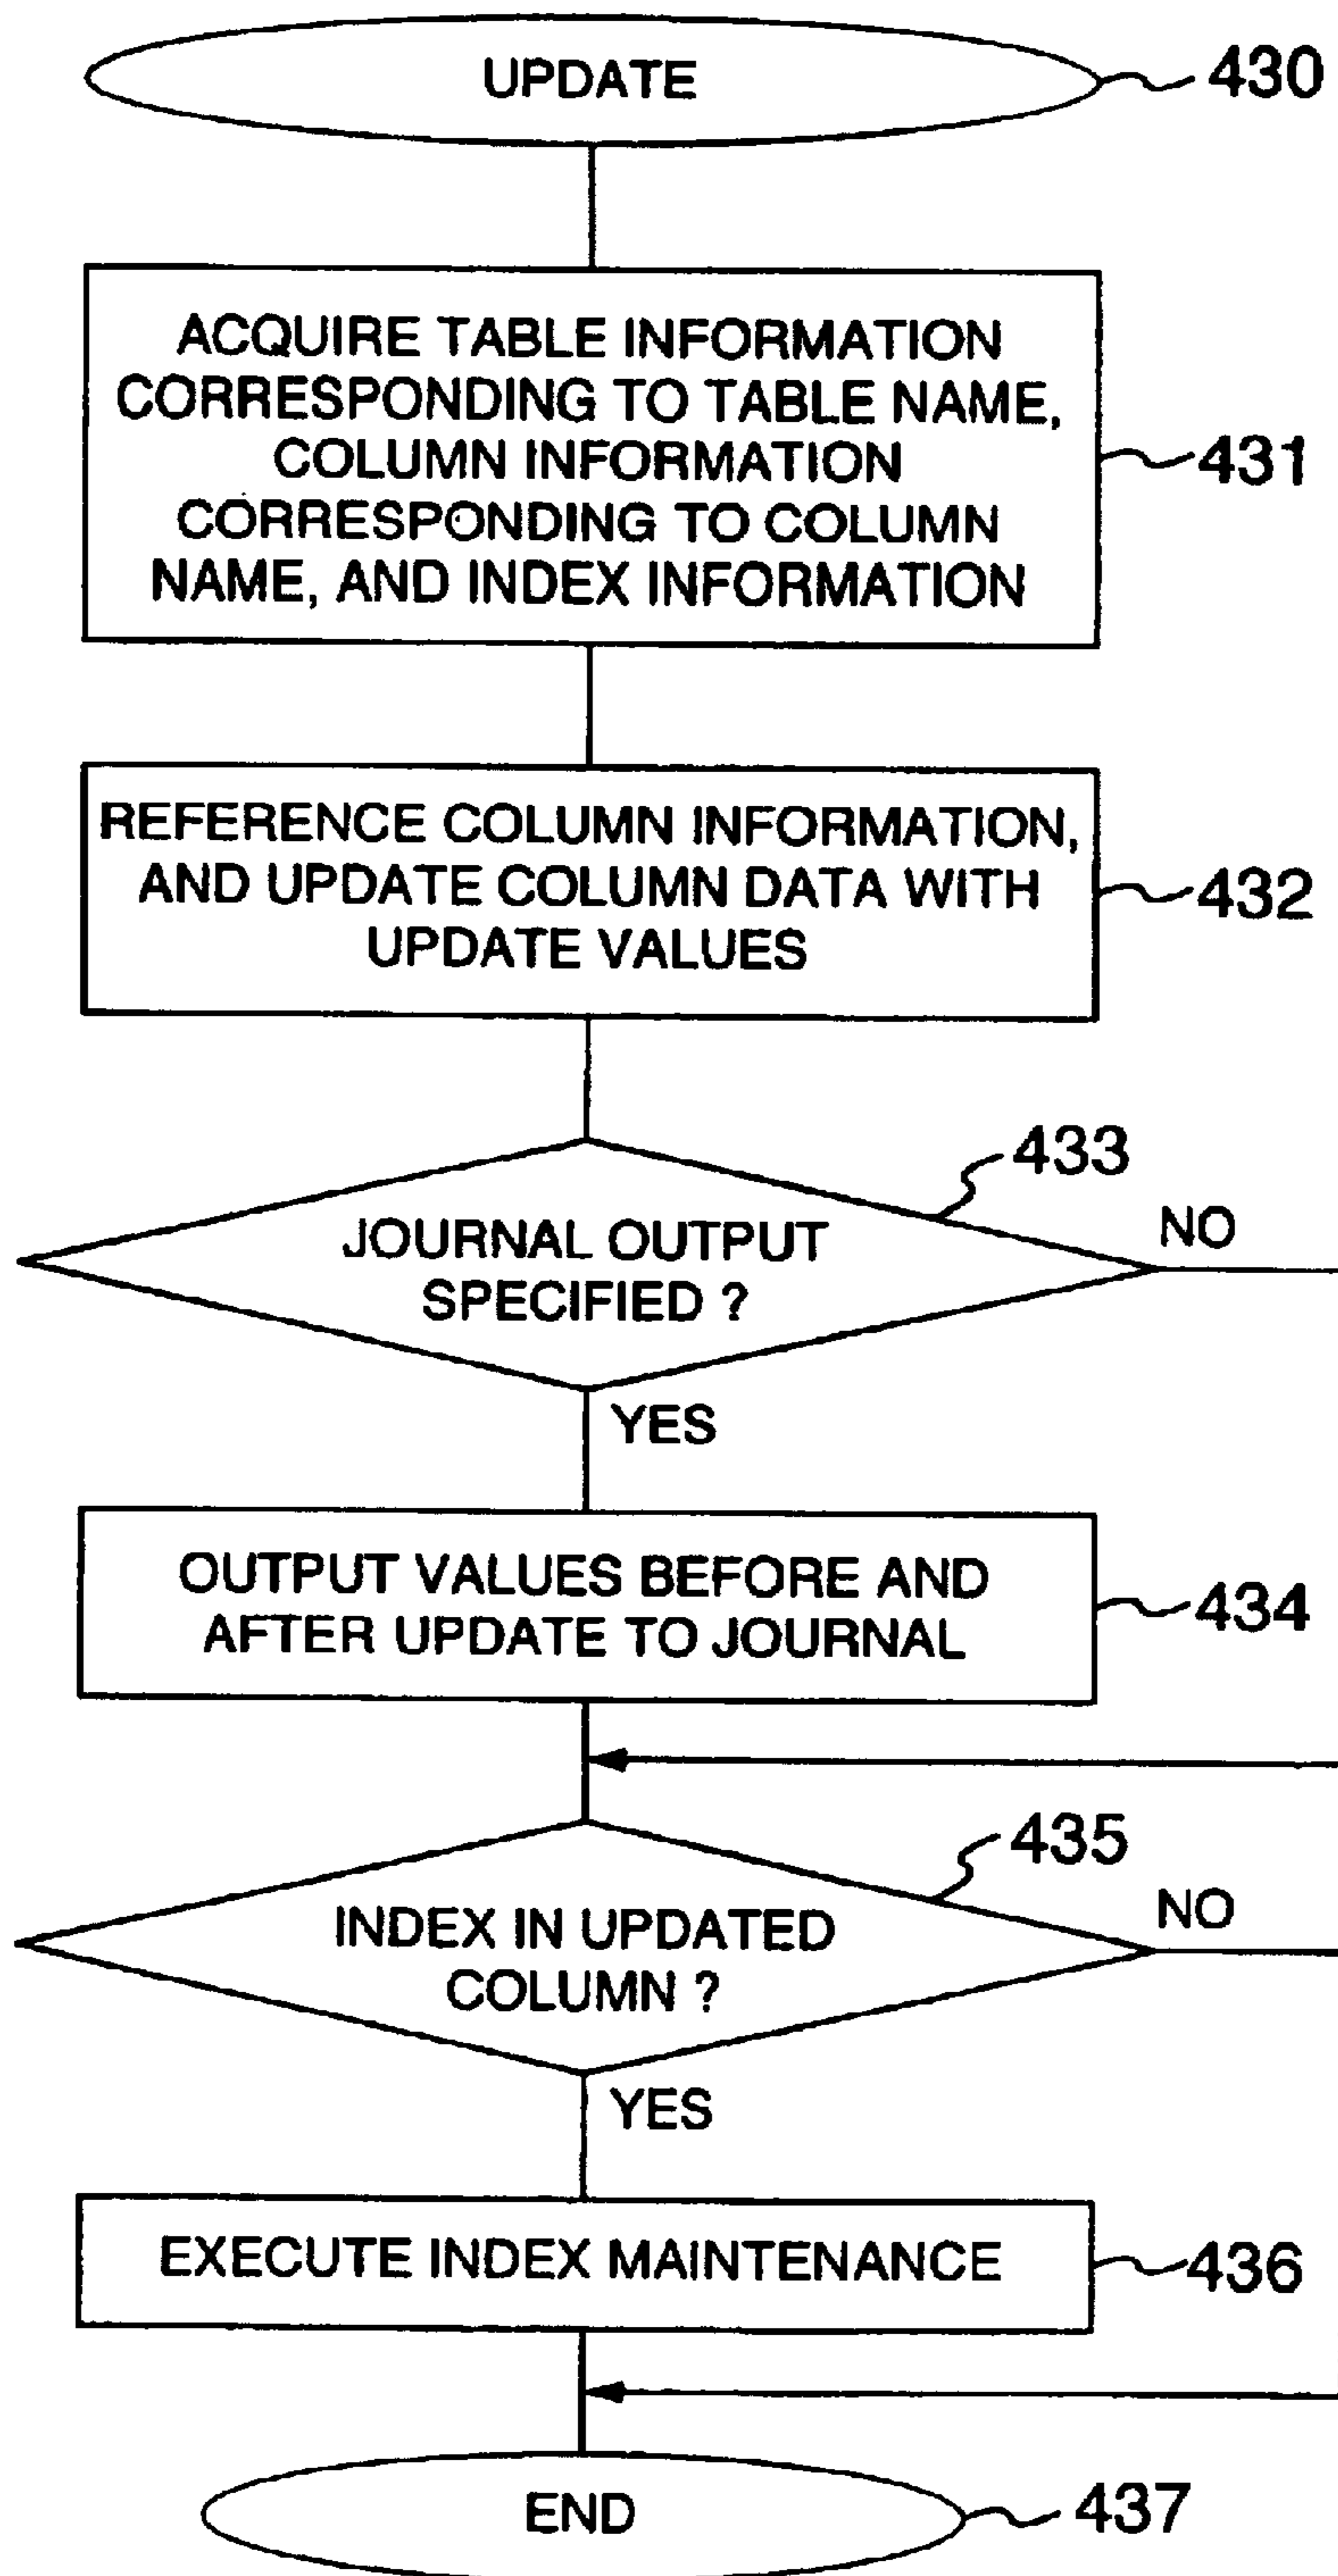 UPDATE
430
ACQUIRE TABLE INFORMATION
CORRESPONDING TO TABLE NAME,
COLUMN INFORMATION
CORRESPONDING TO COLUMN
NAME, AND INDEX INFORMATION
431
REFERENCE COLUMN INFORMATION,
AND UPDATE COLUMN DATA WITH
UPDATE VALUES
432
433
JOURNAL OUTPUT
SPECIFIED ?
NO
YES
OUTPUT VALUES BEFORE AND
AFTER UPDATE TO JOURNAL
434
435
INDEX IN UPDATED
COLUMN ?
NO
YES
EXECUTE INDEX MAINTENANCE
436
END
437